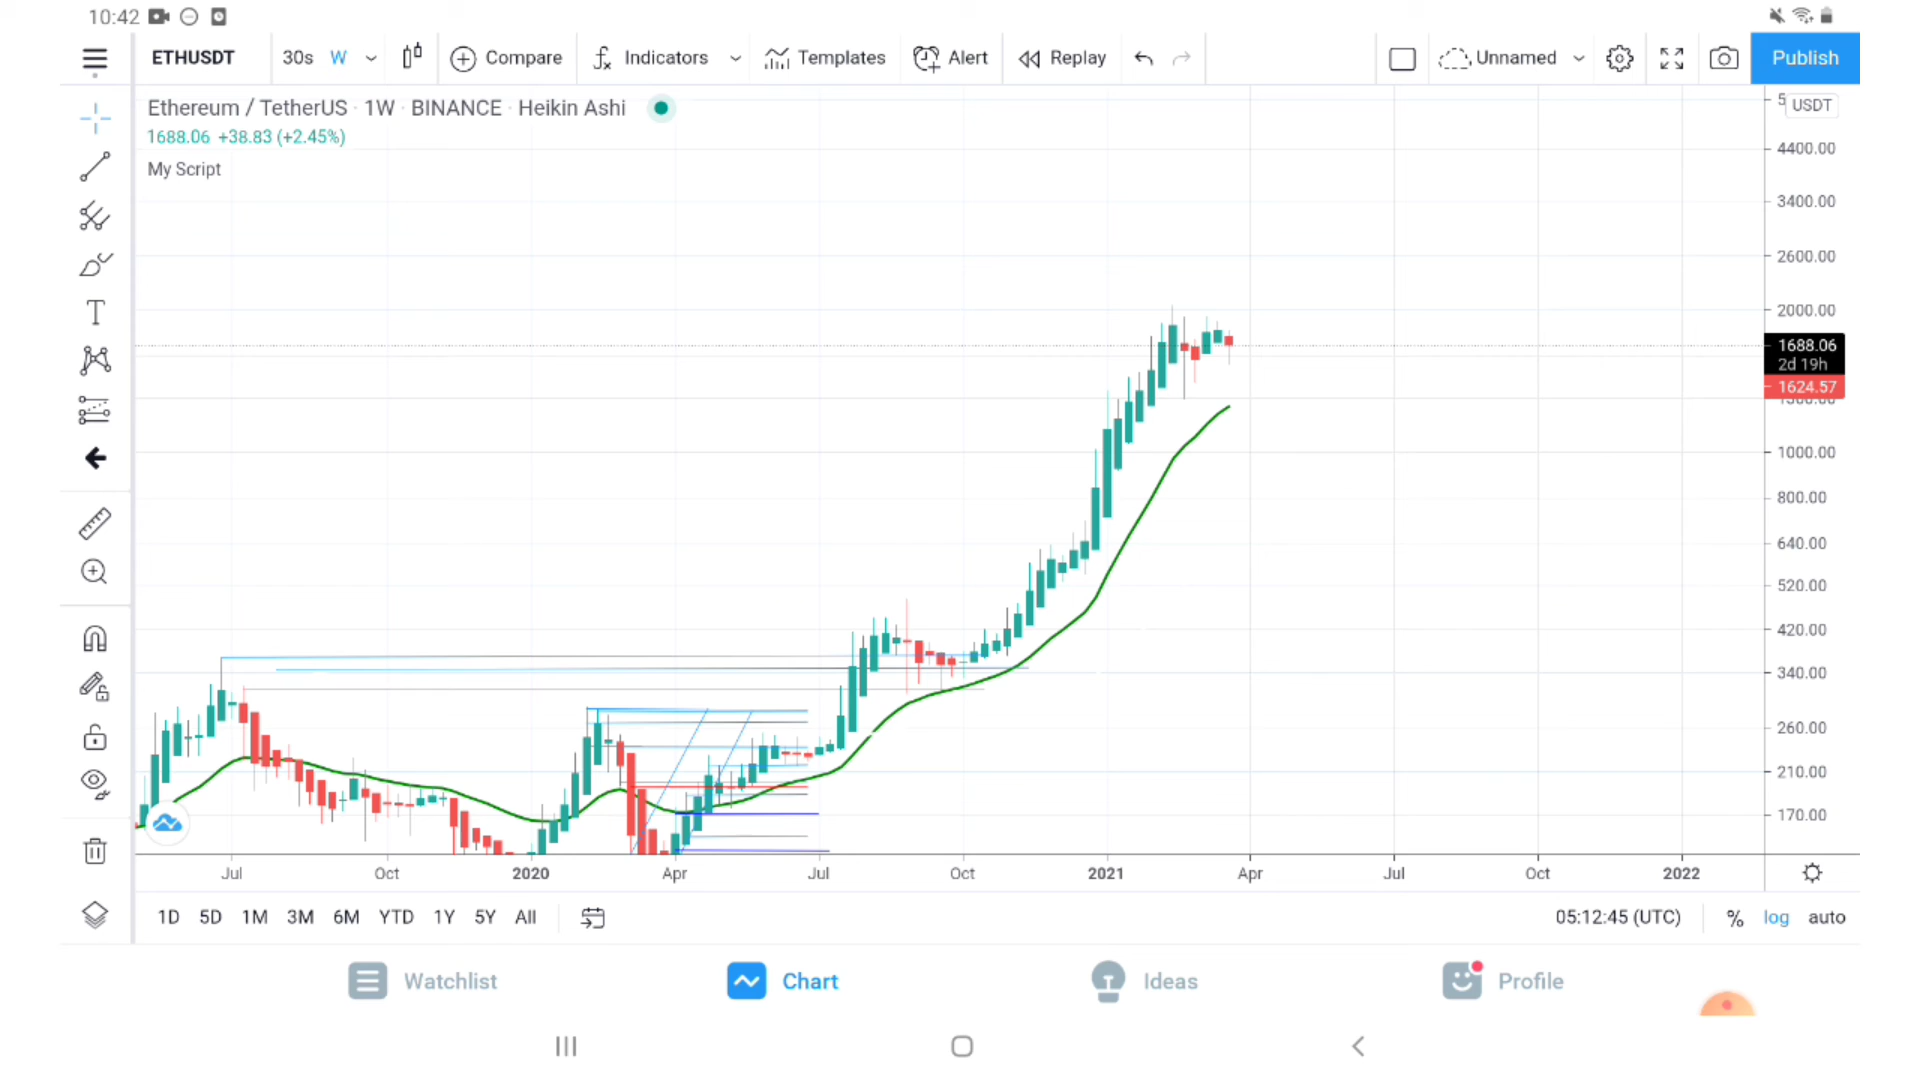 10:42
ETHUSDT 30s W Compare Indicators Templates Alert Replay Unnamed Publish
Ethereum / TetherUS · 1W · BINANCE · Heikin Ashi
1688.06 +38.83 (+2.45%)
My Script
USDT
4400.00
3400.00
2600.00
2000.00
1688.06
2d 19h
1624.57
1000.00
800.00
640.00
520.00
420.00
340.00
260.00
210.00
170.00
Jul Oct 2020 Apr Jul Oct 2021 Apr Jul Oct 2022
1D 5D 1M 3M 6M YTD 1Y 5Y All 05:12:45 (UTC) % log auto
Watchlist Chart Ideas Profile